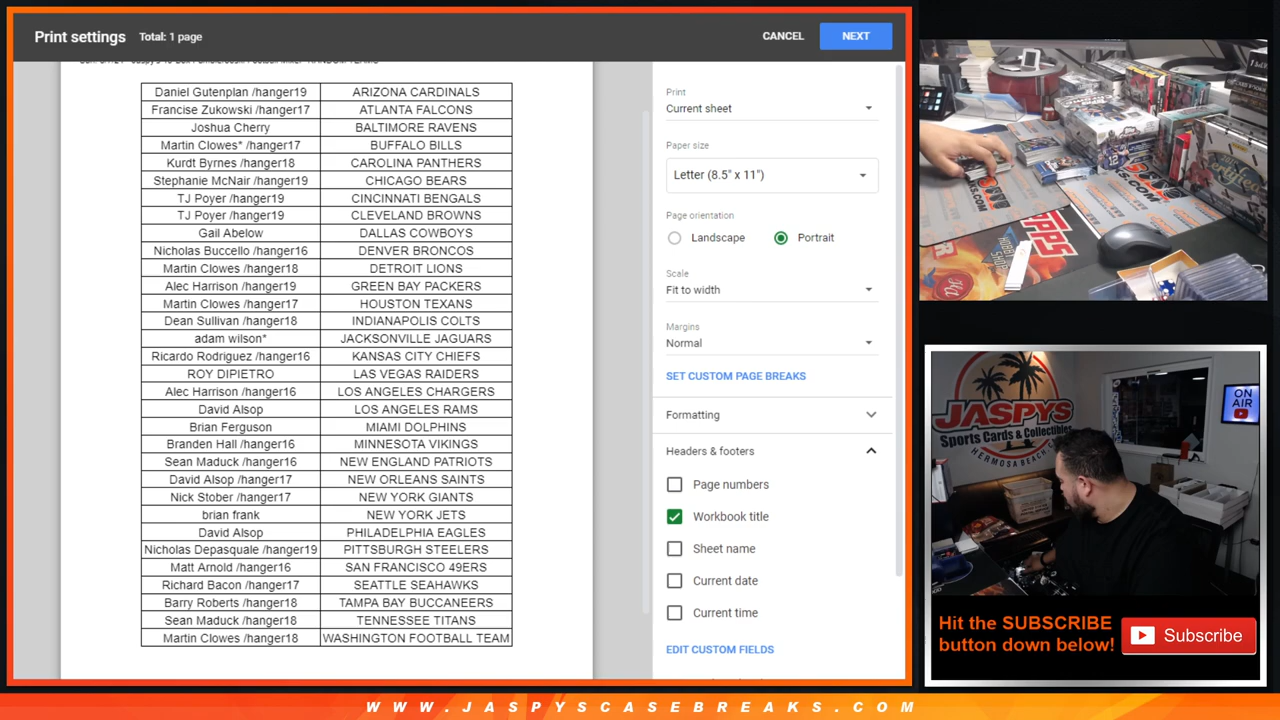 Print settings Total: 1 page
CANCEL NEXT
Daniel Gutenplan /hanger19 ARIZONA CARDINALS
Francise Zukowski /hanger17 ATLANTA FALCONS
Joshua Cherry BALTIMORE RAVENS
Martin Clowes* /hanger17 BUFFALO BILLS
Kurdt Byrnes /hanger18 CAROLINA PANTHERS
Stephanie McNair /hanger19 CHICAGO BEARS
TJ Poyer /hanger19 CINCINNATI BENGALS
TJ Poyer /hanger19 CLEVELAND BROWNS
Gail Abelow DALLAS COWBOYS
Nicholas Buccello /hanger16 DENVER BRONCOS
Martin Clowes /hanger18 DETROIT LIONS
Alec Harrison /hanger19 GREEN BAY PACKERS
Martin Clowes /hanger17 HOUSTON TEXANS
Dean Sullivan /hanger18 INDIANAPOLIS COLTS
adam wilson* JACKSONVILLE JAGUARS
Ricardo Rodriguez /hanger16 KANSAS CITY CHIEFS
ROY DIPIETRO LAS VEGAS RAIDERS
Alec Harrison /hanger16 LOS ANGELES CHARGERS
David Alsop LOS ANGELES RAMS
Brian Ferguson MIAMI DOLPHINS
Branden Hall /hanger16 MINNESOTA VIKINGS
Sean Maduck /hanger16 NEW ENGLAND PATRIOTS
David Alsop /hanger17 NEW ORLEANS SAINTS
Nick Stober /hanger17 NEW YORK GIANTS
brian frank NEW YORK JETS
David Alsop PHILADELPHIA EAGLES
Nicholas Depasquale /hanger19 PITTSBURGH STEELERS
Matt Arnold /hanger16 SAN FRANCISCO 49ERS
Richard Bacon /hanger17 SEATTLE SEAHAWKS
Barry Roberts /hanger18 TAMPA BAY BUCCANEERS
Sean Maduck /hanger18 TENNESSEE TITANS
Martin Clowes /hanger18 WASHINGTON FOOTBALL TEAM
Print
Current sheet
Paper size
Letter (8.5" x 11")
Page orientation
Landscape Portrait
Scale
Fit to width
Margins
Normal
SET CUSTOM PAGE BREAKS
Formatting
Headers & footers
Page numbers
Workbook title
Sheet name
Current date
Current time
EDIT CUSTOM FIELDS
TOPPS
HOBBY
SHOP
JASPYS
Sports Cards & Collectibles
HERMOSA BEACH
ON
AIR
Hit the SUBSCRIBE
button down below!
Subscribe
WWW.JASPYSCASEBREAKS.COM